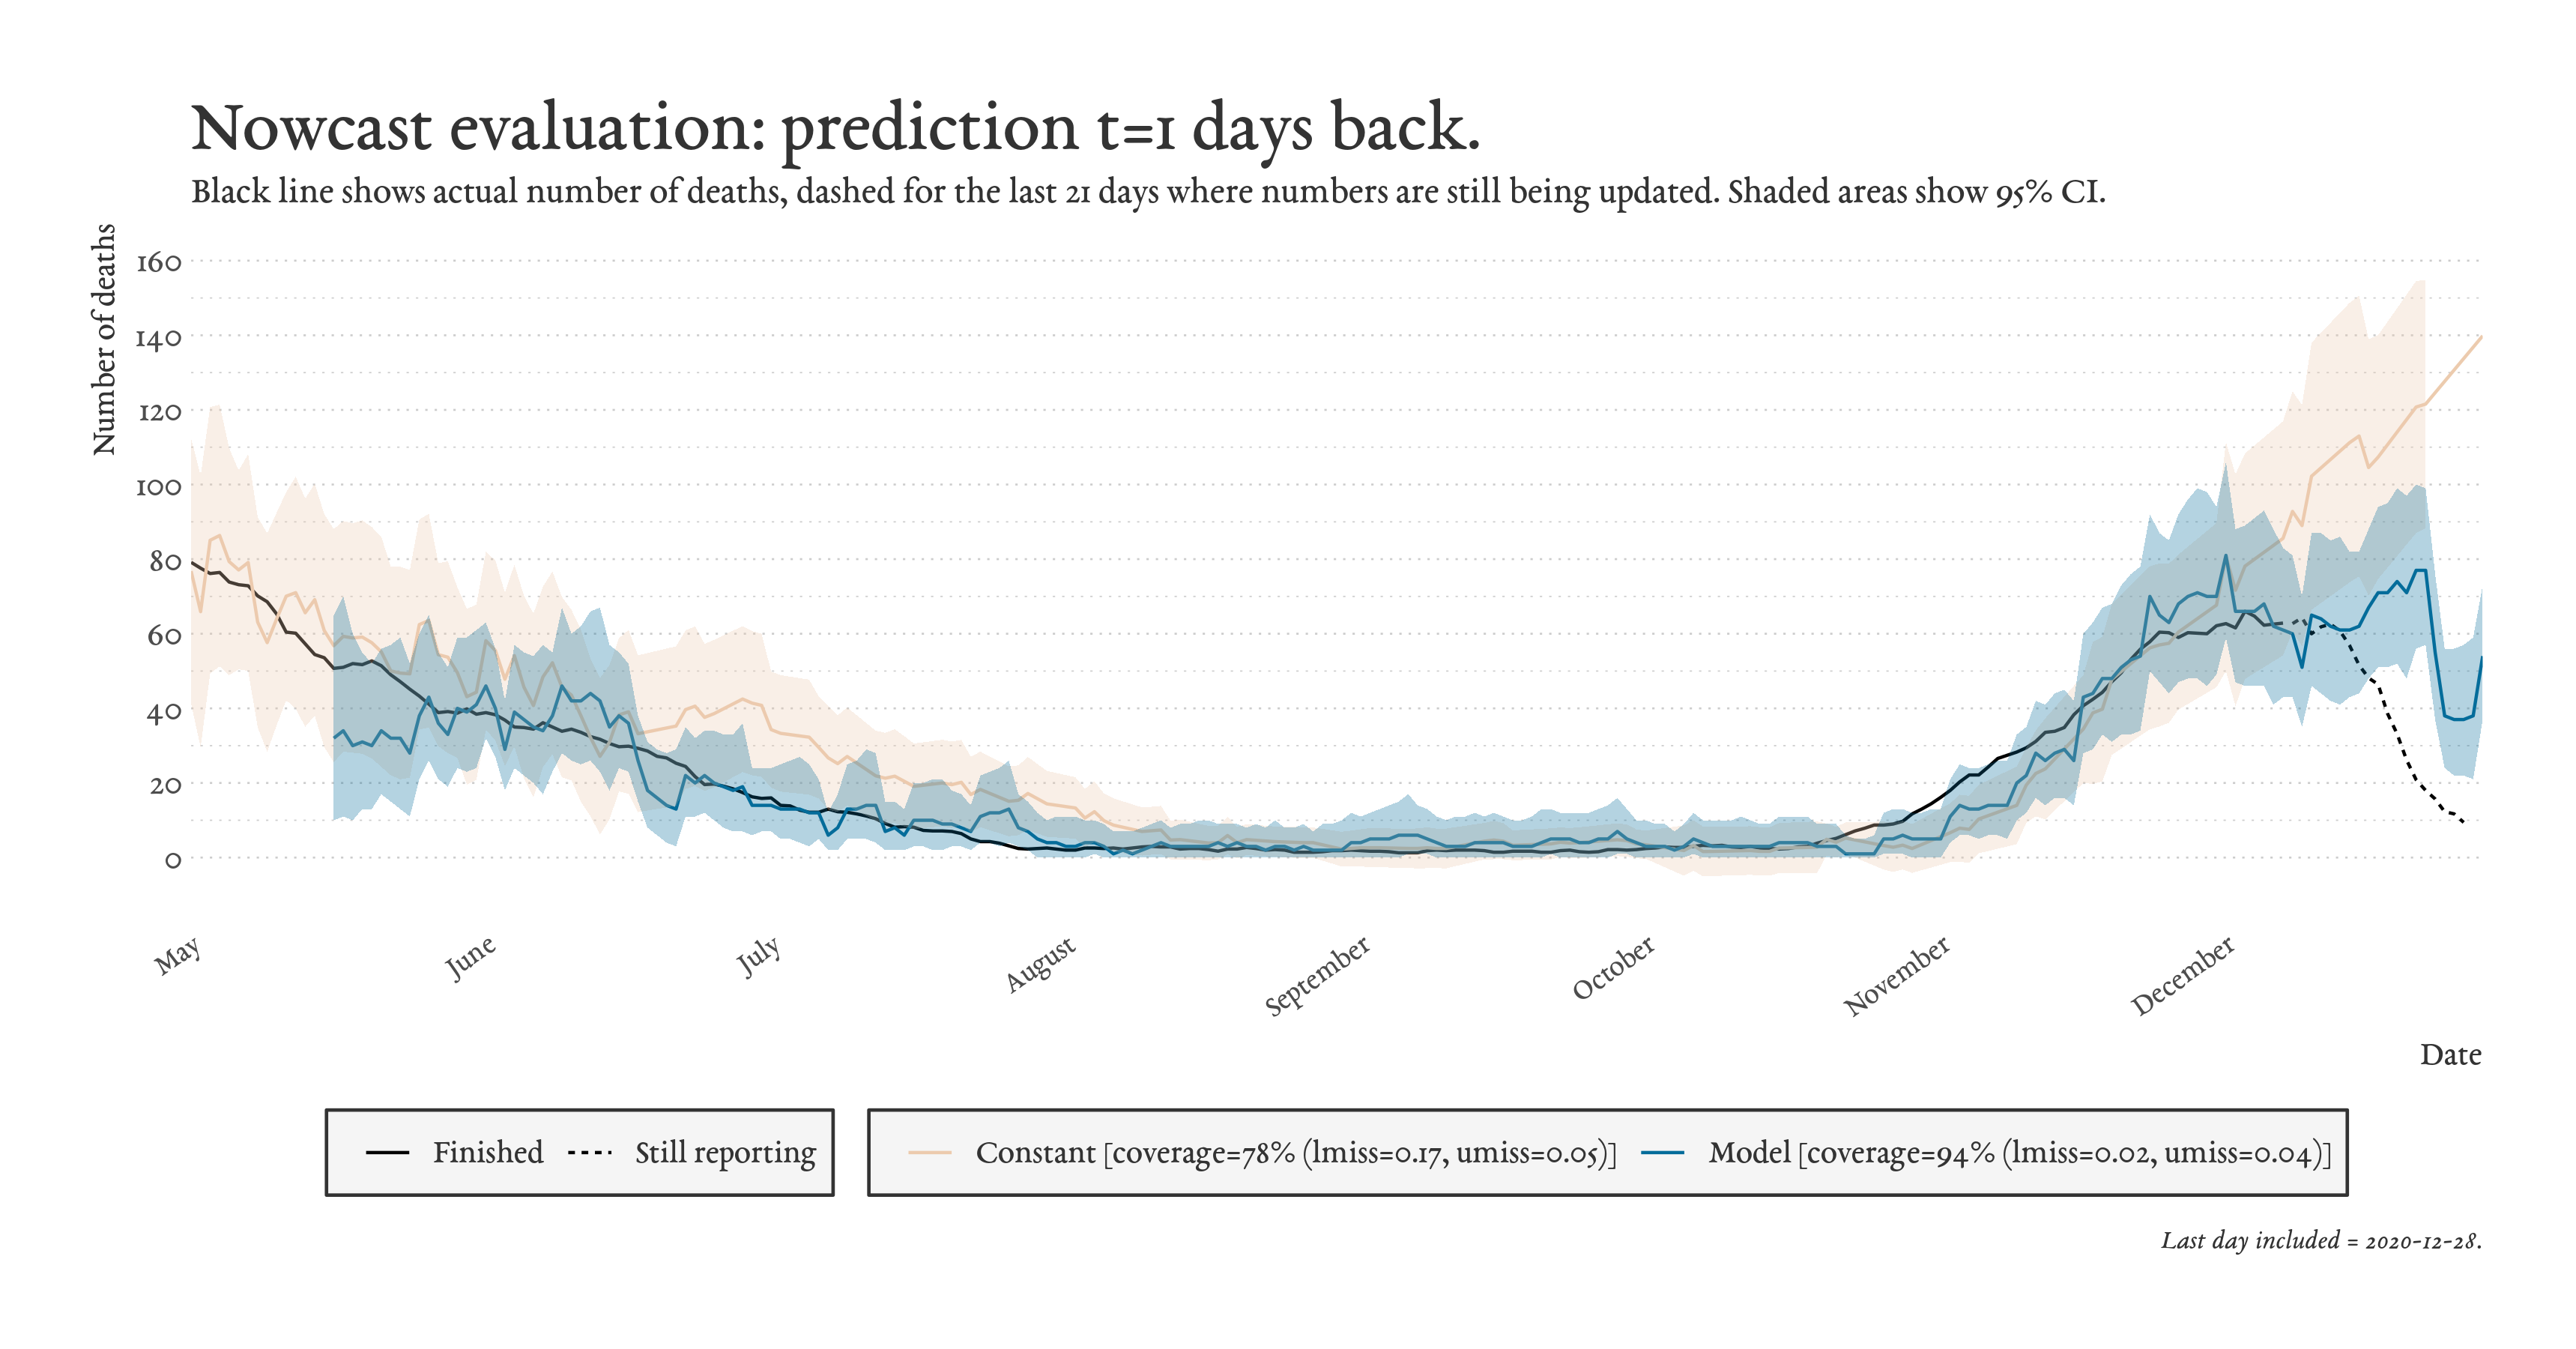 Nowcast evaluation: prediction t=1 days back.
Black line shows actual number of deaths, dashed for the last 21 days where numbers are still being updated. Shaded areas show 95% CI.
Number of deaths
160
140
120
100
80
60
40
20
0
May
June
July
August
September
October
November
December
Date
Finished
Still reporting
Constant [coverage=78% (lmiss=0.17, umiss=0.05)]
Model [coverage=94% (lmiss=0.02, umiss=0.04)]
Last day included = 2020-12-28.